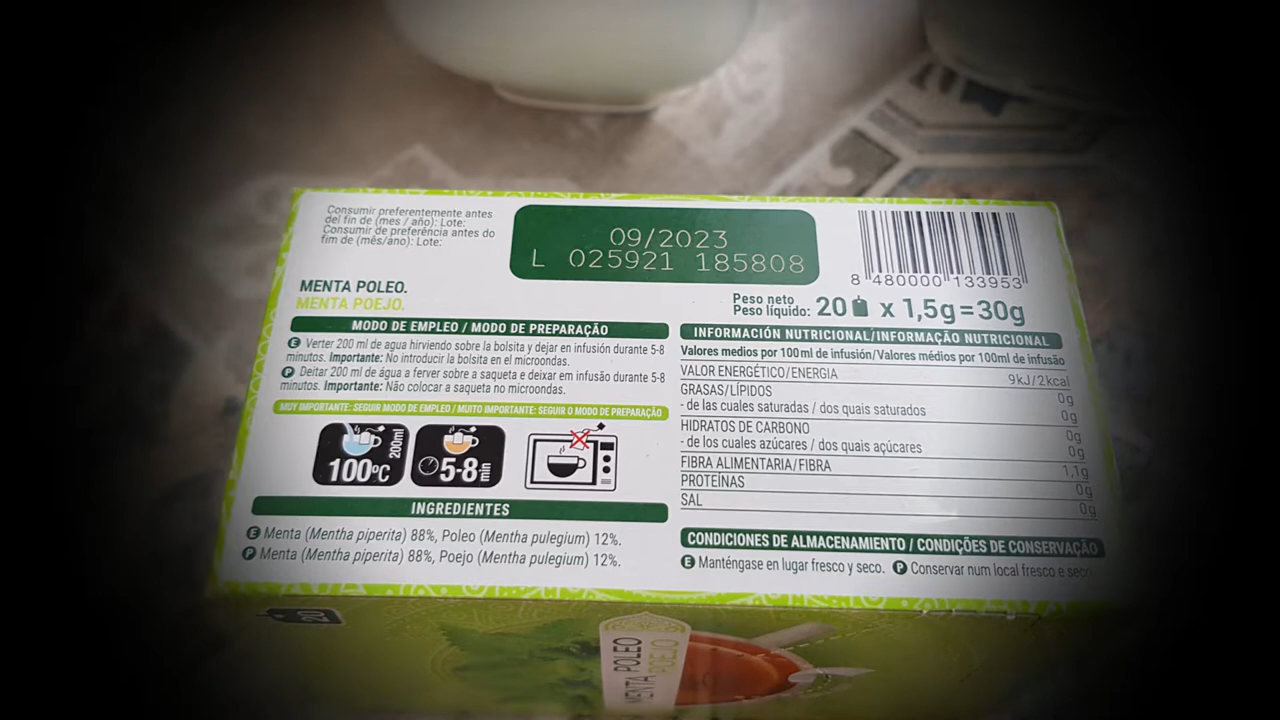 Consumir preferentemente antes
del fin de (mes / año): Lote:
Consumir de preferência antes do
fim de (mês/ano): Lote:
09/2023
L 025921 185808
8 480000 133953
MENTA POLEO.
MENTA POEJO.
Peso neto
Peso líquido: 20 x 1,5g=30g
MODO DE EMPLEO / MODO DE PREPARAÇÃO
E Verter 200 ml de agua hirviendo sobre la bolsita y dejar en infusión durante 5-8
minutos. Importante: No introducir la bolsita en el microondas.
P Deitar 200 ml de água a ferver sobre a saqueta e deixar em infusão durante 5-8
minutos. Importante: Não colocar a saqueta no microondas.
MUY IMPORTANTE: SEGUIR MODO DE EMPLEO / MUITO IMPORTANTE: SEGUIR O MODO DE PREPARAÇÃO
200ml
100ºC
5-8 min
INGREDIENTES
E Menta (Mentha piperita) 88%, Poleo (Mentha pulegium) 12%.
P Menta (Mentha piperita) 88%, Poejo (Mentha pulegium) 12%.
INFORMACIÓN NUTRICIONAL/INFORMAÇÃO NUTRICIONAL
Valores medios por 100ml de infusión/Valores médios por 100ml de infusão
VALOR ENERGÉTICO/ENERGIA 9kJ/2kcal
GRASAS/LÍPIDOS 0g
- de las cuales saturadas / dos quais saturados 0g
HIDRATOS DE CARBONO 0g
- de los cuales azúcares / dos quais açúcares 0g
FIBRA ALIMENTARIA/FIBRA 1,1g
PROTEÍNAS 0g
SAL 0g
CONDICIONES DE ALMACENAMIENTO / CONDIÇÕES DE CONSERVAÇÃO
E Manténgase en lugar fresco y seco. P Conservar num local fresco e seco
20
MENTA POLEO
MENTA POEJO